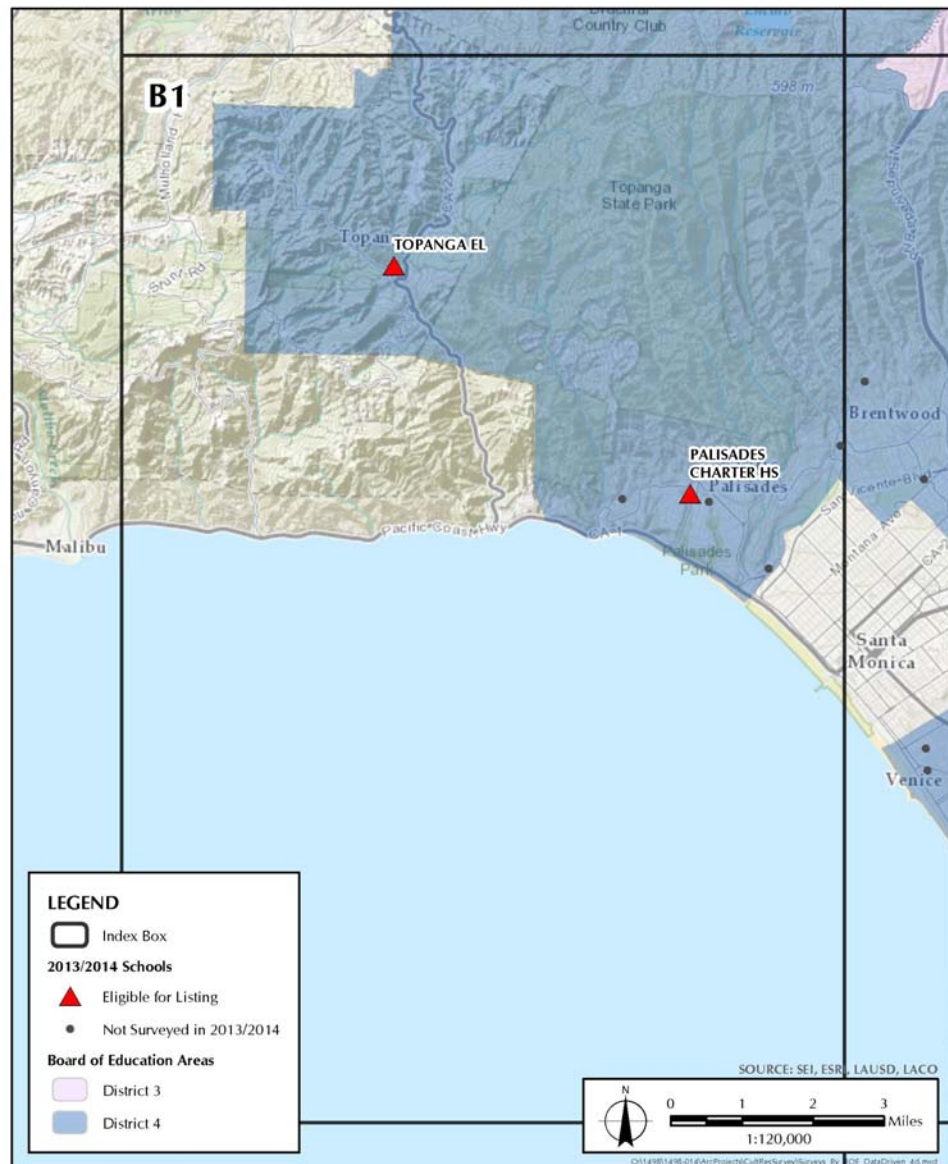 Country Club
Reservoir
598 m
B1
Mulholland
Topanga
State Park
Topan
TOPANGA EL
Brentwood
PALISADES
CHARTER HS
Palisades
Pacific Coast Hwy
CA-1
Malibu
Palisades
Park
Montana Ave
Santa
Monica
Venice
LEGEND
Index Box
2013/2014 Schools
Eligible for Listing
Not Surveyed in 2013/2014
Board of Education Areas
District 3
District 4
SOURCE: SEI, ESRI, LAUSD, LACO
N
0 1 2 3
Miles
1:120,000